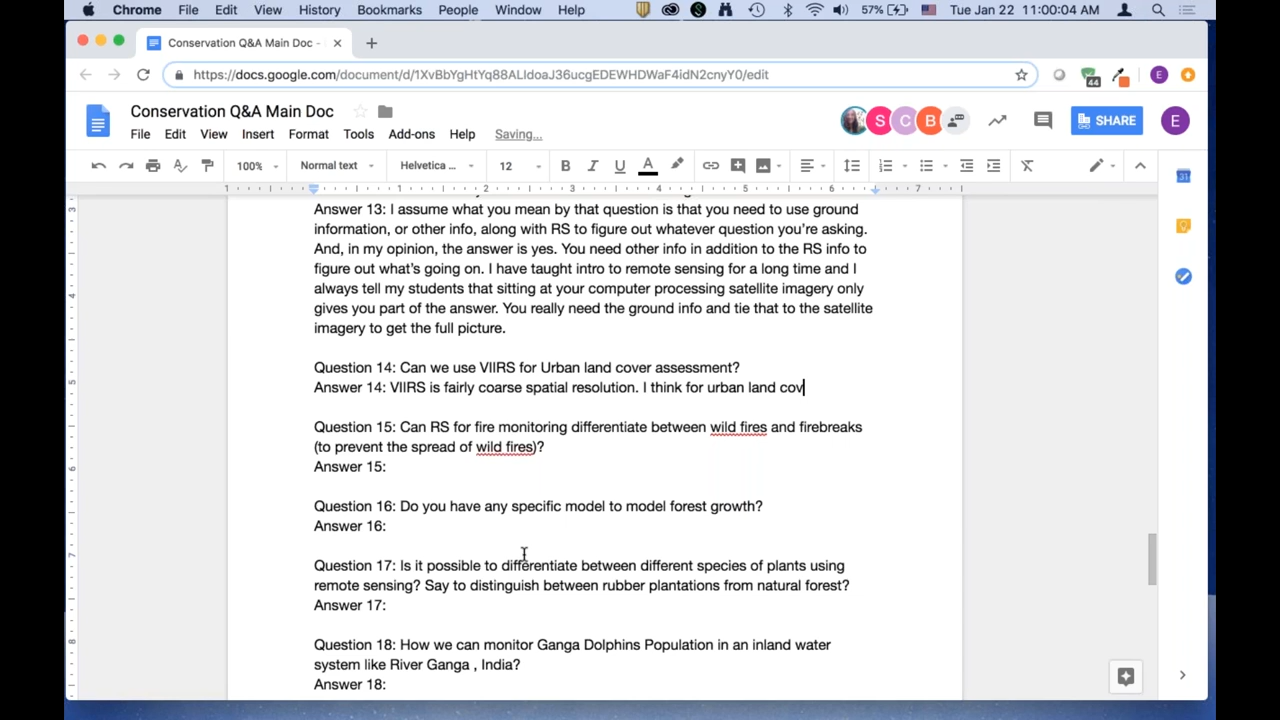 Chrome File Edit View History Bookmarks People Window Help 57% Tue Jan 22 11:00:04 AM
Conservation Q&A Main Doc -
https://docs.google.com/document/d/1XvBbYgHtYq88ALIdoaJ36ucgEDEWHDWaF4idN2cnyY0/edit
44
E
Conservation Q&A Main Doc
S C B SHARE E
File Edit View Insert Format Tools Add-ons Help Saving...
100% Normal text Helvetica ... 12 B I U A
1 1 2 3 4 5 6 7
Answer 13: I assume what you mean by that question is that you need to use ground
information, or other info, along with RS to figure out whatever question you're asking.
And, in my opinion, the answer is yes. You need other info in addition to the RS info to
figure out what's going on. I have taught intro to remote sensing for a long time and I
always tell my students that sitting at your computer processing satellite imagery only
gives you part of the answer. You really need the ground info and tie that to the satellite
imagery to get the full picture.
Question 14: Can we use VIIRS for Urban land cover assessment?
Answer 14: VIIRS is fairly coarse spatial resolution. I think for urban land cov
Question 15: Can RS for fire monitoring differentiate between wild fires and firebreaks
(to prevent the spread of wild fires)?
Answer 15:
Question 16: Do you have any specific model to model forest growth?
Answer 16:
Question 17: Is it possible to differentiate between different species of plants using
remote sensing? Say to distinguish between rubber plantations from natural forest?
Answer 17:
Question 18: How we can monitor Ganga Dolphins Population in an inland water
system like River Ganga , India?
Answer 18: